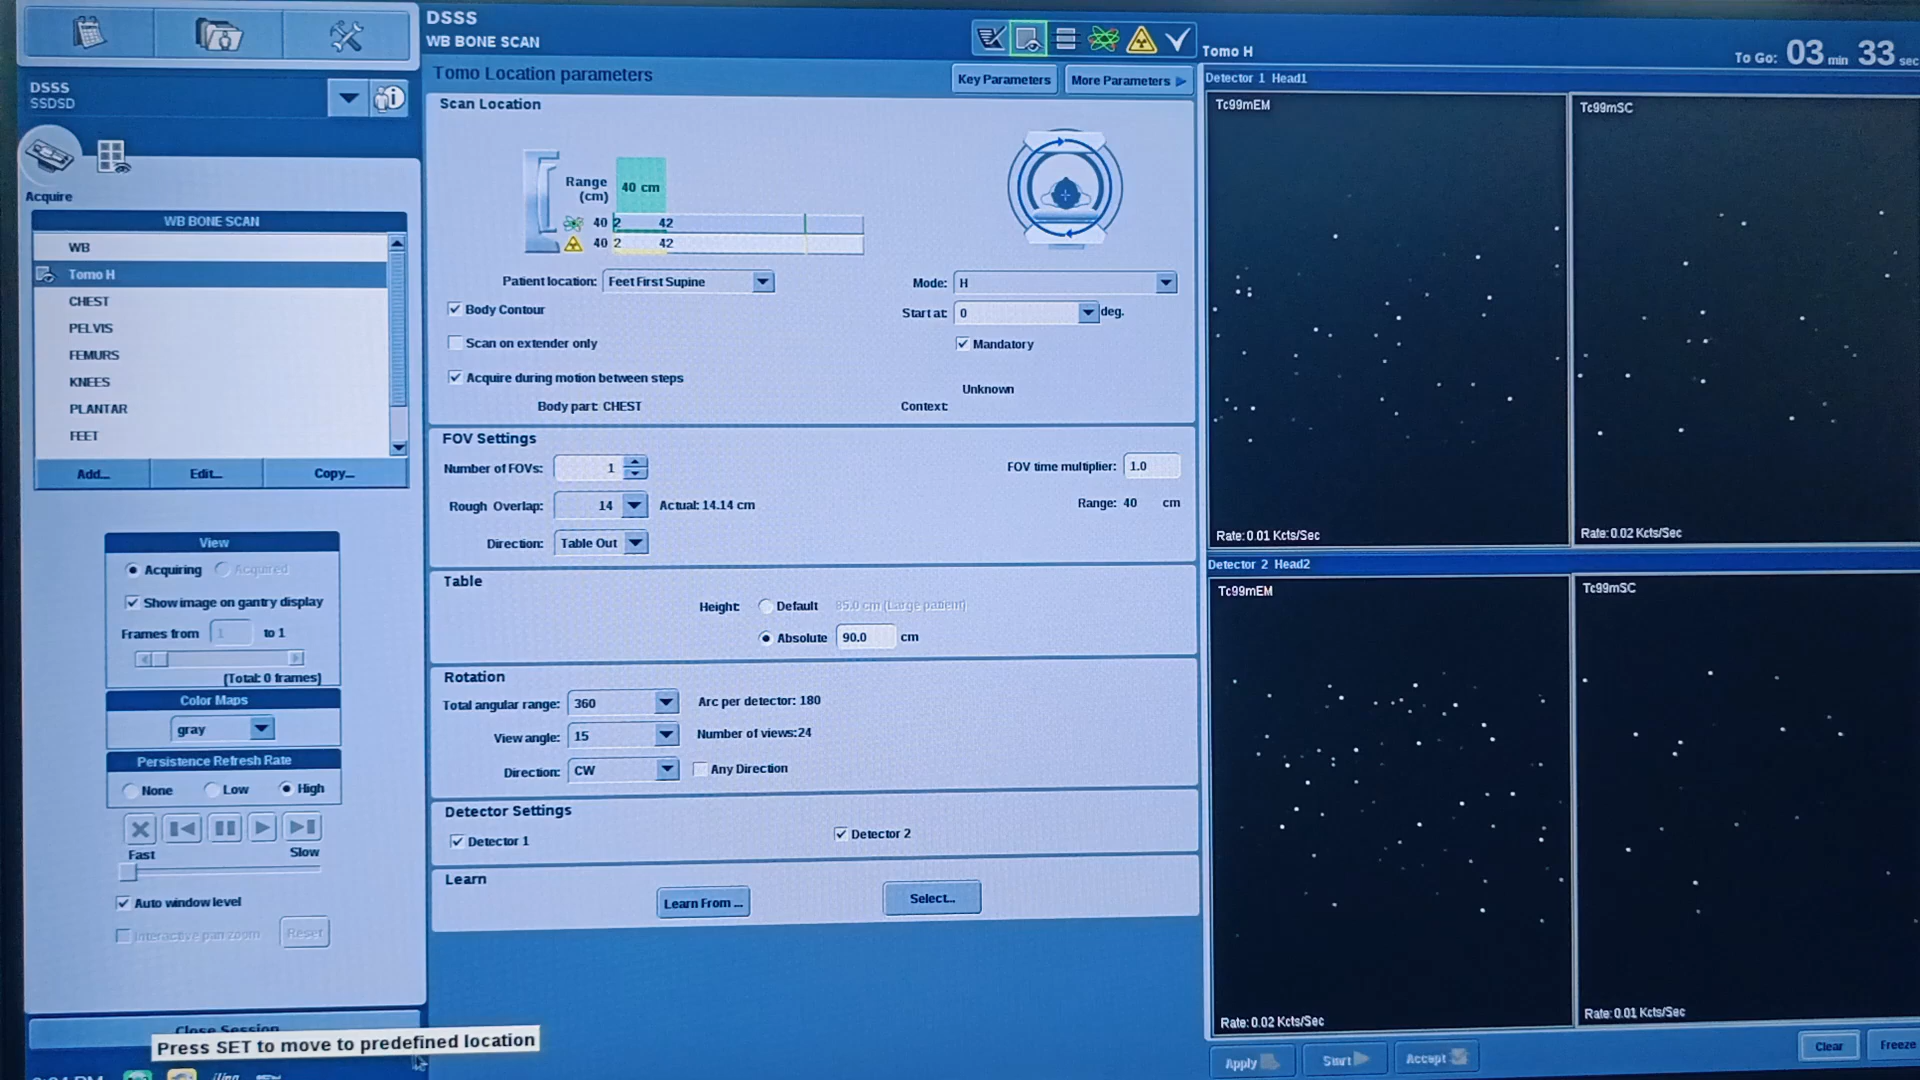 DSSS
WB BONE SCAN
DSSS
SSDSD
Acquire
WB BONE SCAN
WB
Tomo H
CHEST
PELVIS
FEMURS
KNEES
PLANTAR
FEET
Add...
Edit...
Copy...
View
Acquiring
Acquired
Show image on gantry display
Frames from 1 to 1
[Total: 0 frames]
Color Maps
gray
Persistence Refresh Rate
None
Low
High
Fast
Slow
Auto window level
Interactive pan zoom
Reset
Close Session
Press SET to move to predefined location
Tomo Location parameters
Key Parameters
More Parameters
Scan Location
Range
(cm)
40 cm
40 2 42
40 2 42
Patient location: Feet First Supine
Mode: H
Body Contour
Start at: 0 deg.
Scan on extender only
Mandatory
Acquire during motion between steps
Unknown
Body part: CHEST
Context:
FOV Settings
Number of FOVs: 1
FOV time multiplier: 1.0
Rough Overlap: 14 Actual: 14.14 cm
Range: 40 cm
Direction: Table Out
Table
Height: Default 85.0 cm (Large patient)
Absolute 90.0 cm
Rotation
Total angular range: 360 Arc per detector: 180
View angle: 15 Number of views:24
Direction: CW Any Direction
Detector Settings
Detector 1
Detector 2
Learn
Learn From ...
Select...
Tomo H
To Go: 03 min 33 sec
Detector 1 Head1
Tc99mEM
Tc99mSC
Rate: 0.01 Kcts/Sec
Rate: 0.02 Kcts/Sec
Detector 2 Head2
Tc99mEM
Tc99mSC
Rate: 0.02 Kcts/Sec
Rate: 0.01 Kcts/Sec
Apply
Start
Accept
Clear
Freeze